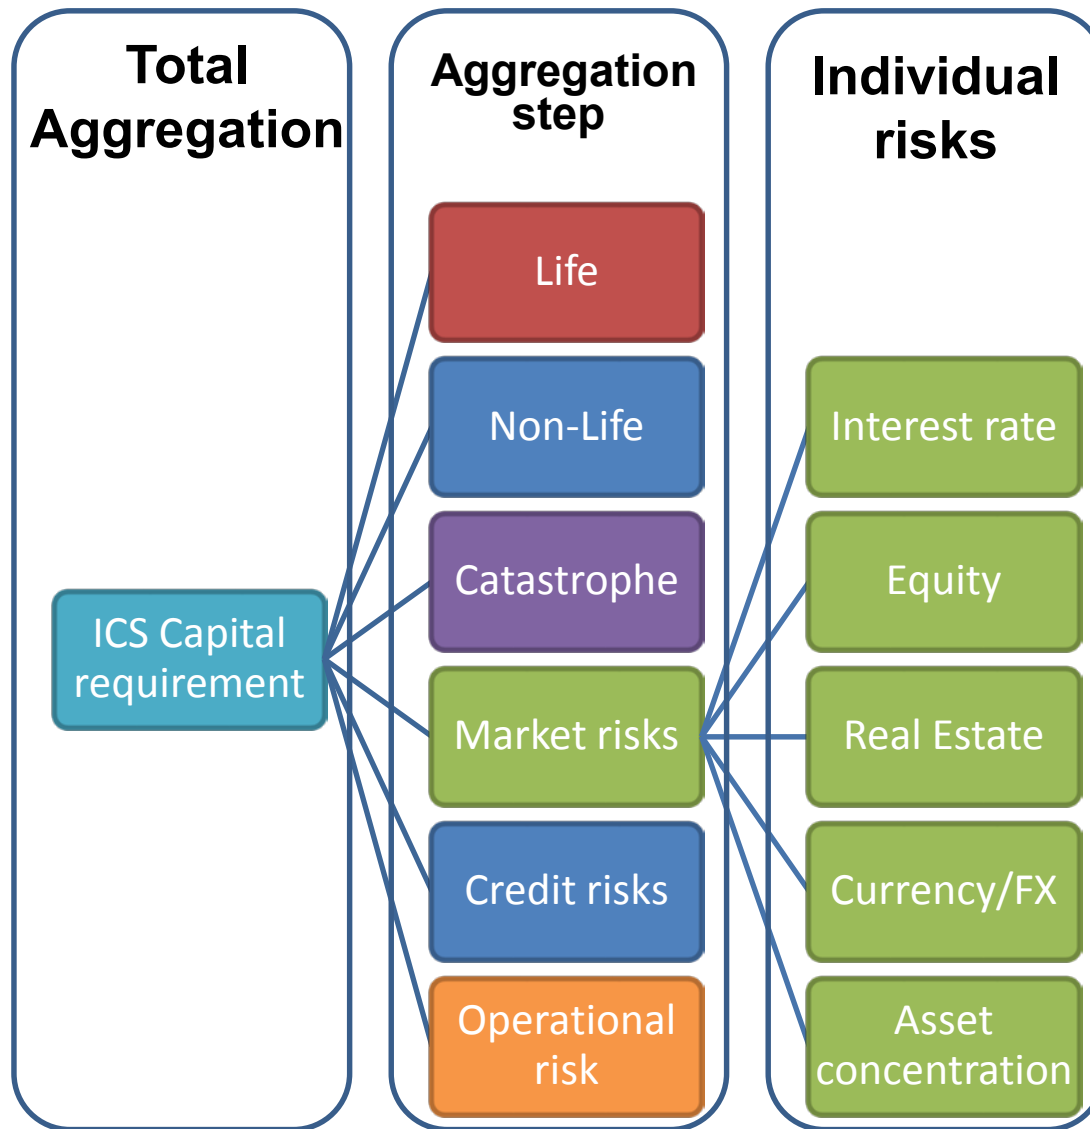 Total
Aggregation
ICS Capital
requirement
Aggregation
step
Life
Non-Life
Catastrophe
Market risks
Credit risks
Operational
risk
Individual
risks
Interest rate
Equity
Real Estate
Currency/FX
Asset
concentration